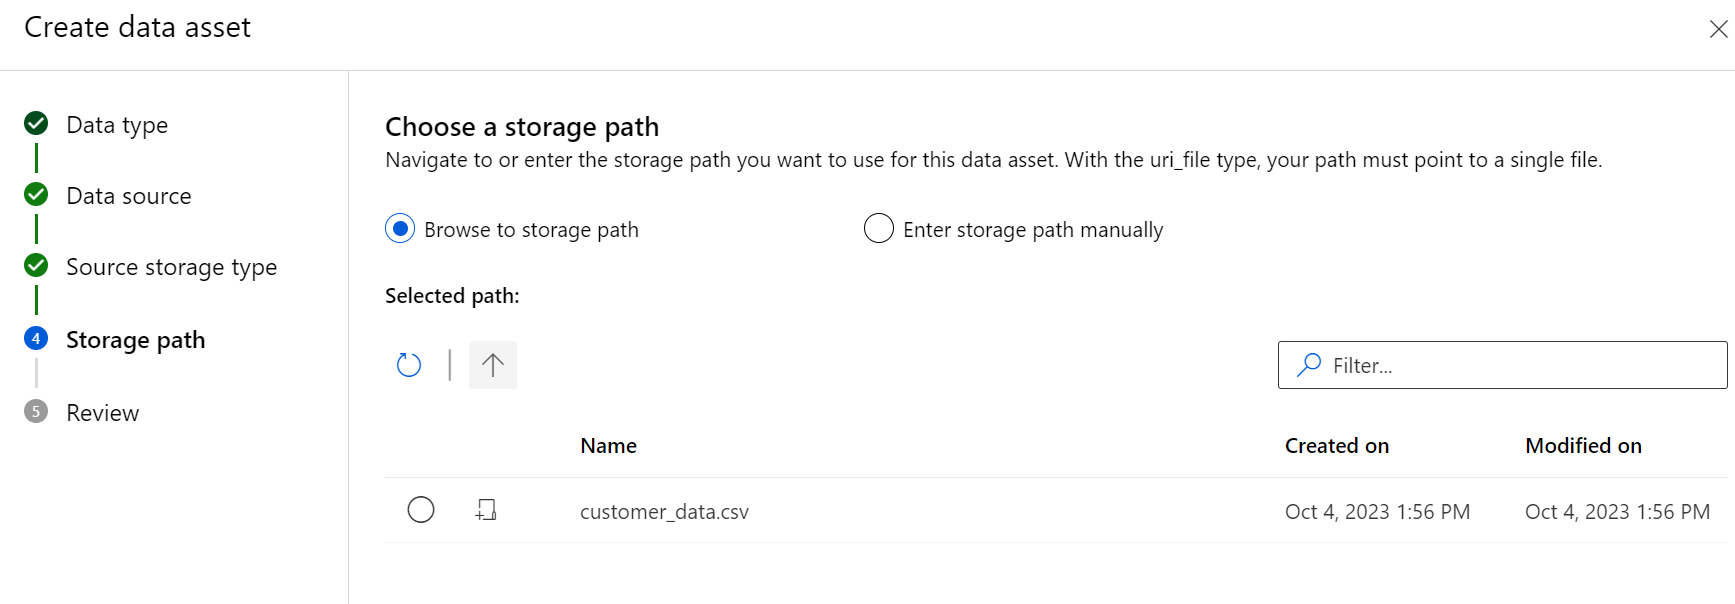 Create data asset
Data type
Data source
Source storage type
4 Storage path
5 Review
Choose a storage path
Navigate to or enter the storage path you want to use for this data asset. With the uri_file type, your path must point to a single file.
Browse to storage path
Enter storage path manually
Selected path:
Filter...
Name Created on Modified on
customer_data.csv Oct 4, 2023 1:56 PM Oct 4, 2023 1:56 PM